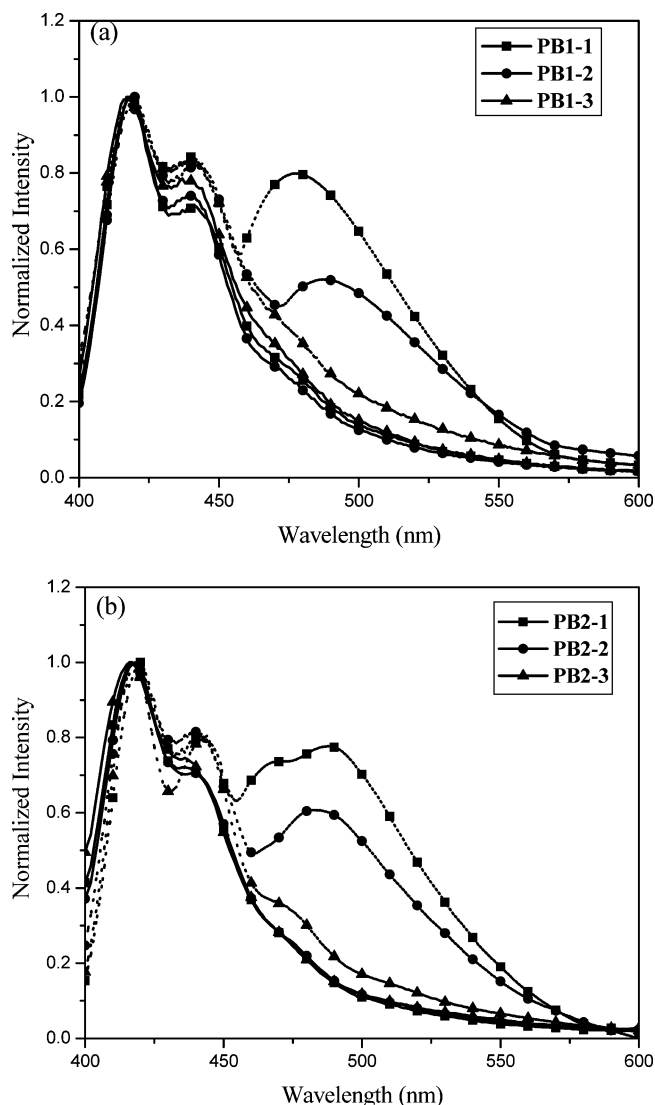 (a)
PB1-1
PB1-2
PB1-3
1.2
1.0
0.8
0.6
0.4
0.2
0.0
Normalized Intensity
400
450
500
550
600
Wavelength (nm)
(b)
PB2-1
PB2-2
PB2-3
1.2
1.0
0.8
0.6
0.4
0.2
0.0
Normalized Intensity
400
450
500
550
600
Wavelength (nm)